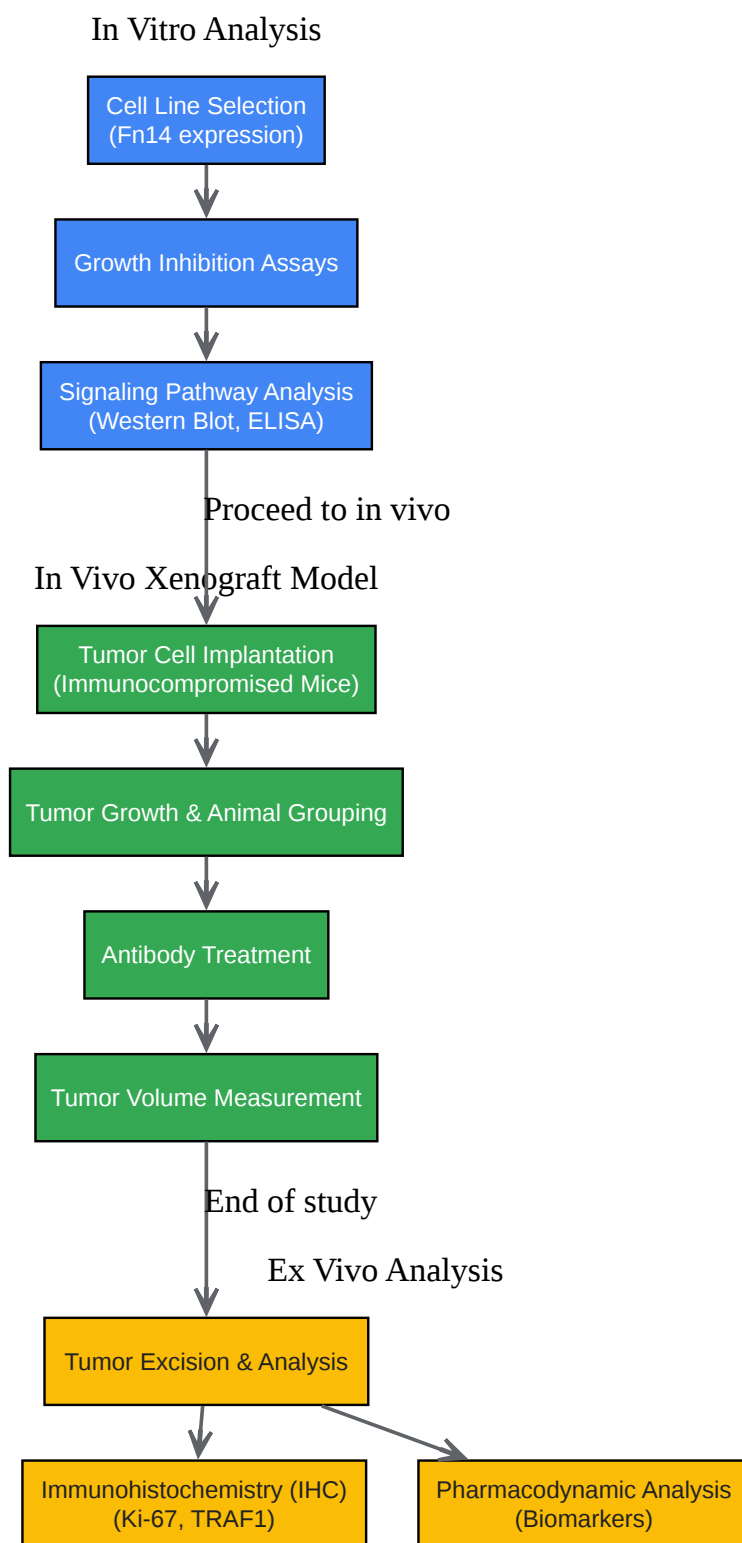 In Vitro Analysis
Cell Line Selection
(Fn14 expression)
Growth Inhibition Assays
Signaling Pathway Analysis
(Western Blot, ELISA)
Proceed to in vivo
In Vivo Xenograft Model
Tumor Cell Implantation
(Immunocompromised Mice)
Tumor Growth & Animal Grouping
Antibody Treatment
Tumor Volume Measurement
End of study
Ex Vivo Analysis
Tumor Excision & Analysis
Immunohistochemistry (IHC)
(Ki-67, TRAF1)
Pharmacodynamic Analysis
(Biomarkers)